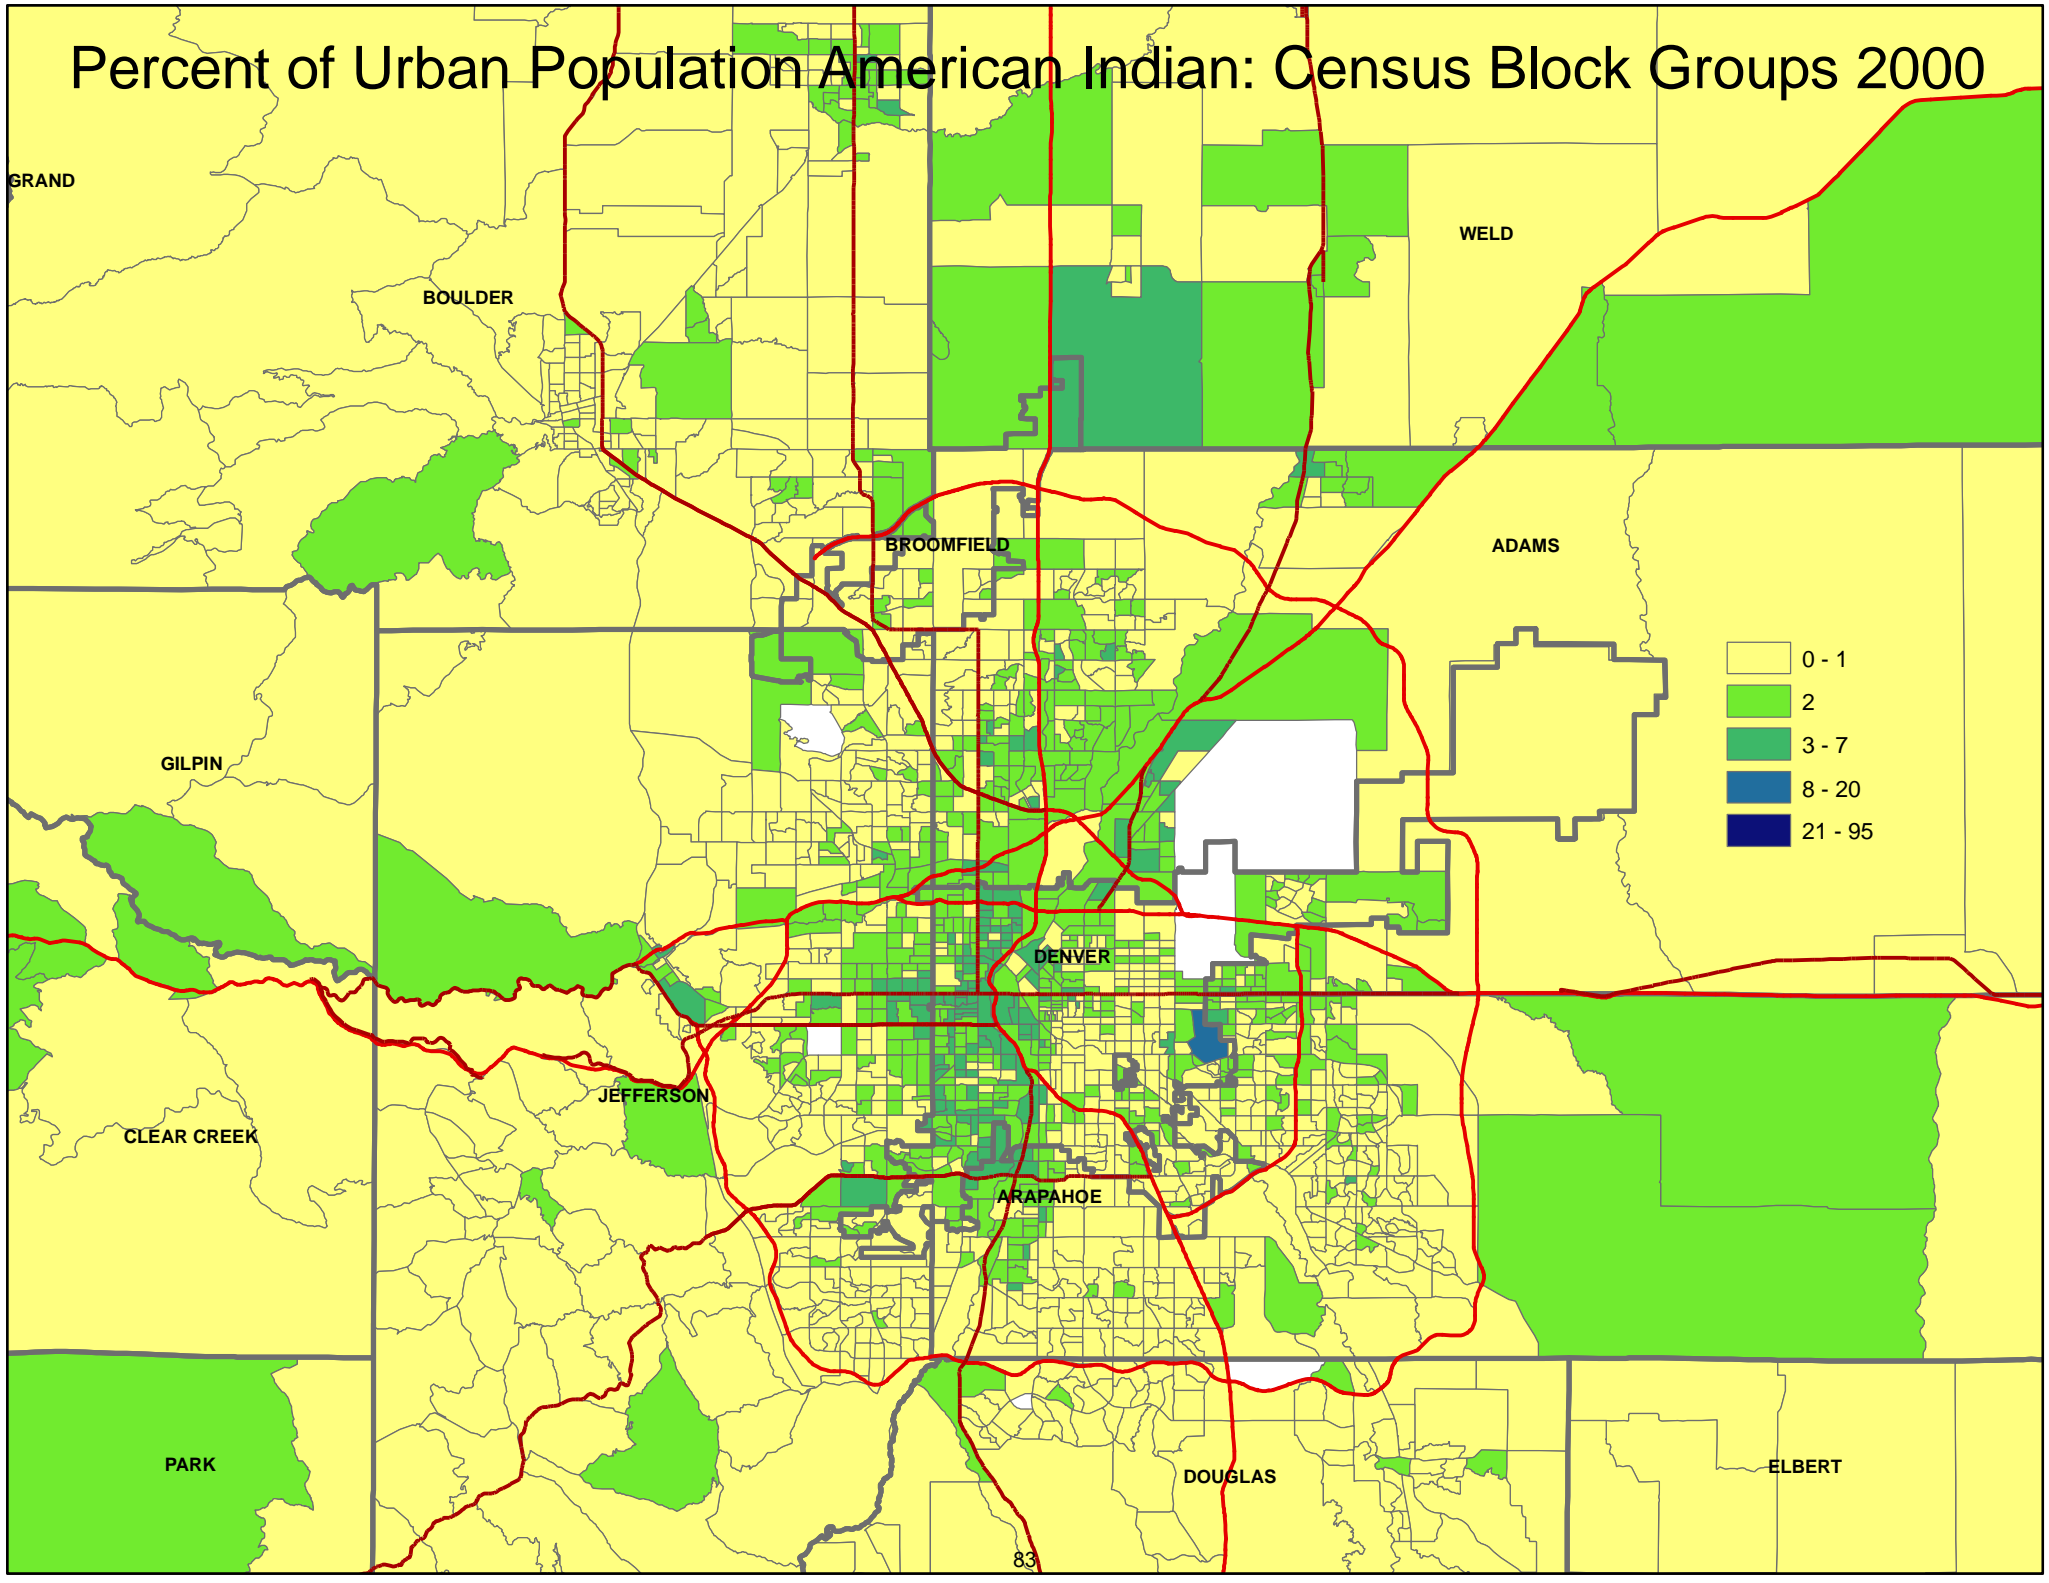 Percent of Urban Population American Indian: Census Block Groups 2000
GRAND
WELD
BOULDER
BROOMFIELD
ADAMS
0 - 1
2
3 - 7
8 - 20
21 - 95
GILPIN
DENVER
JEFFERSON
CLEAR CREEK
ARAPAHOE
PARK
DOUGLAS
ELBERT
83